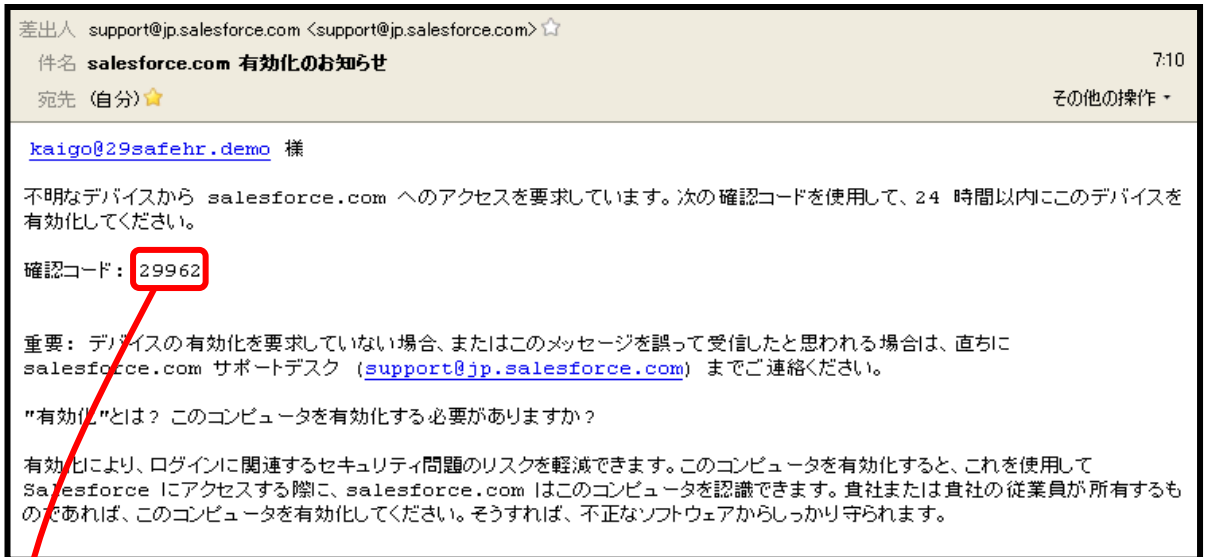 差出人 support@jp.salesforce.com <support@jp.salesforce.com>
件名 salesforce.com 有効化のお知らせ 7:10
宛先 (自分) その他の操作
kaigo@29safehr.demo 様
不明なデバイスから salesforce.com へのアクセスを要求しています。次の確認コードを使用して、24 時間以内にこのデバイスを
有効化してください。
確認コード: 29962
重要: デバイスの有効化を要求していない場合、またはこのメッセージを誤って受信したと思われる場合は、直ちに
salesforce.com サポートデスク (support@jp.salesforce.com) までご連絡ください。
"有効化"とは? このコンピュータを有効化する必要がありますか?
有効化により、ログインに関連するセキュリティ問題のリスクを軽減できます。このコンピュータを有効化すると、これを使用して
Salesforce にアクセスする際に、salesforce.com はこのコンピュータを認識できます。貴社または貴社の従業員が所有するも
のであれば、このコンピュータを有効化してください。そうすれば、不正なソフトウェアからしっかり守られます。